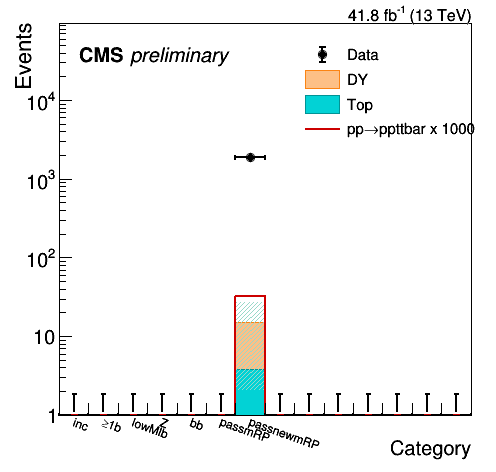 41.8 fb⁻¹ (13 TeV)
Events
CMS preliminary
Data
DY
Top
pp→ppttbar x 1000
10⁴
10³
10²
10
1
inc
≥1b
lowMlb
Z
bb
passmRP
passnewmRP
Category